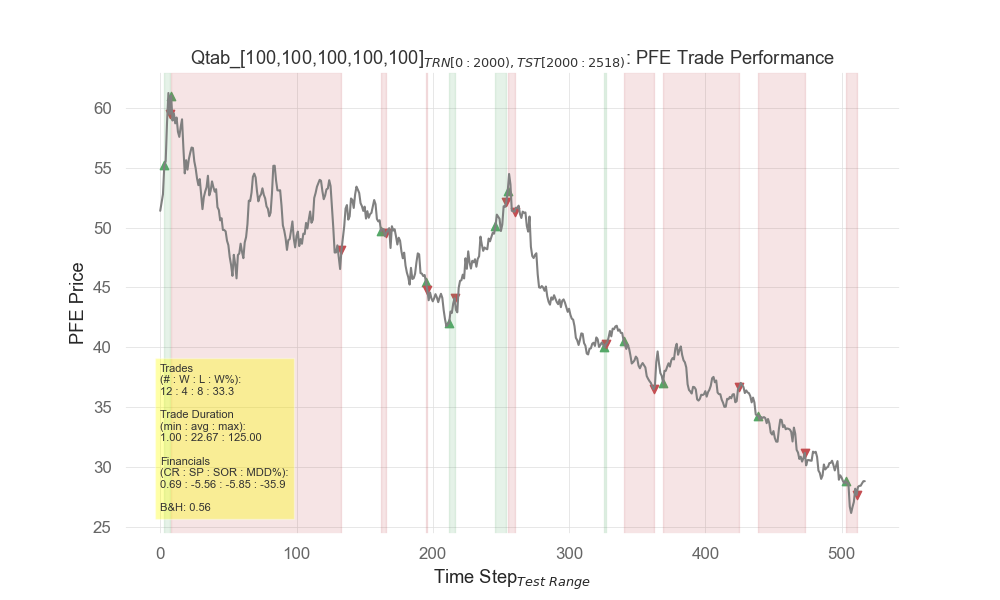 Qtab_[100,100,100,100,100]TRN[0 : 2000), TST[2000 : 2518): PFE Trade Performance
PFE Price
60
55
50
45
40
35
30
25
Trades
(# : W : L : W%):
12 : 4 : 8 : 33.3
Trade Duration
(min : avg : max):
1.00 : 22.67 : 125.00
Financials
(CR : SP : SOR : MDD%):
0.69 : -5.56 : -5.85 : -35.9
B&H: 0.56
0 100 200 300 400 500
Time StepTest Range